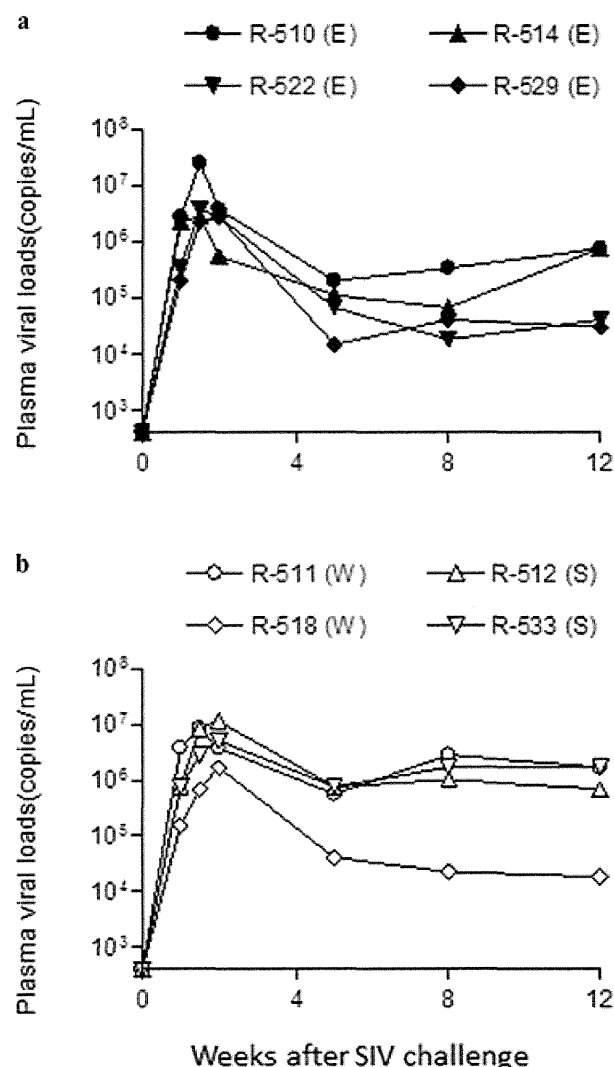 a
R-510 (E) R-514 (E)
R-522 (E) R-529 (E)
Plasma viral loads(copies/mL)
10⁸
10⁷
10⁶
10⁵
10⁴
10³
0 4 8 12
b
R-511 (W) R-512 (S)
R-518 (W) R-533 (S)
Plasma viral loads(copies/mL)
10⁸
10⁷
10⁶
10⁵
10⁴
10³
0 4 8 12
Weeks after SIV challenge